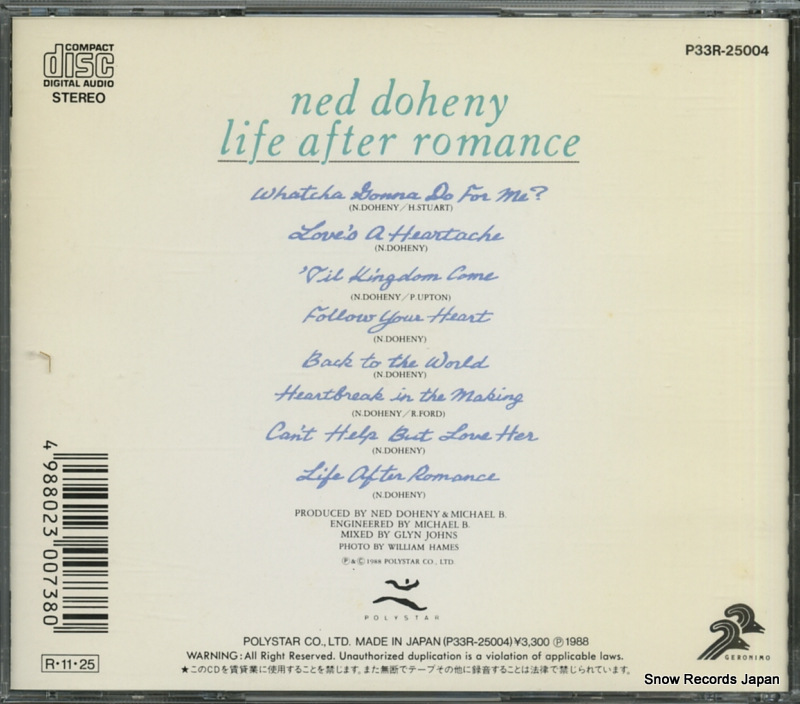 COMPACT
disc
DIGITAL AUDIO
STEREO
P33R-25004
ned doheny
life after romance
Whatcha Gonna Do For Me?
(N.DOHENY/H.STUART)
Love's A Heartache
(N.DOHENY)
'Til Kingdom Come
(N.DOHENY/P.UPTON)
Follow Your Heart
(N.DOHENY)
Back to the World
(N.DOHENY)
Heartbreak in the Making
(N.DOHENY/R.FORD)
Can't Help But Love Her
(N.DOHENY)
Life After Romance
(N.DOHENY)
PRODUCED BY NED DOHENY & MICHAEL B.
ENGINEERED BY MICHAEL B.
MIXED BY GLYN JOHNS
PHOTO BY WILLIAM HAMES
Ⓟ&Ⓒ1988 POLYSTAR CO., LTD.
POLYSTAR
4 988023 007380
GERONIMO
POLYSTAR CO., LTD. MADE IN JAPAN (P33R-25004) ¥3,300 Ⓟ1988
R・11・25
WARNING: All Right Reserved. Unauthorized duplication is a violation of applicable laws.
★このCDを賃貸業に使用することを禁じます。また無断でテープその他に録音することは法律で禁じられています。
Snow Records Japan